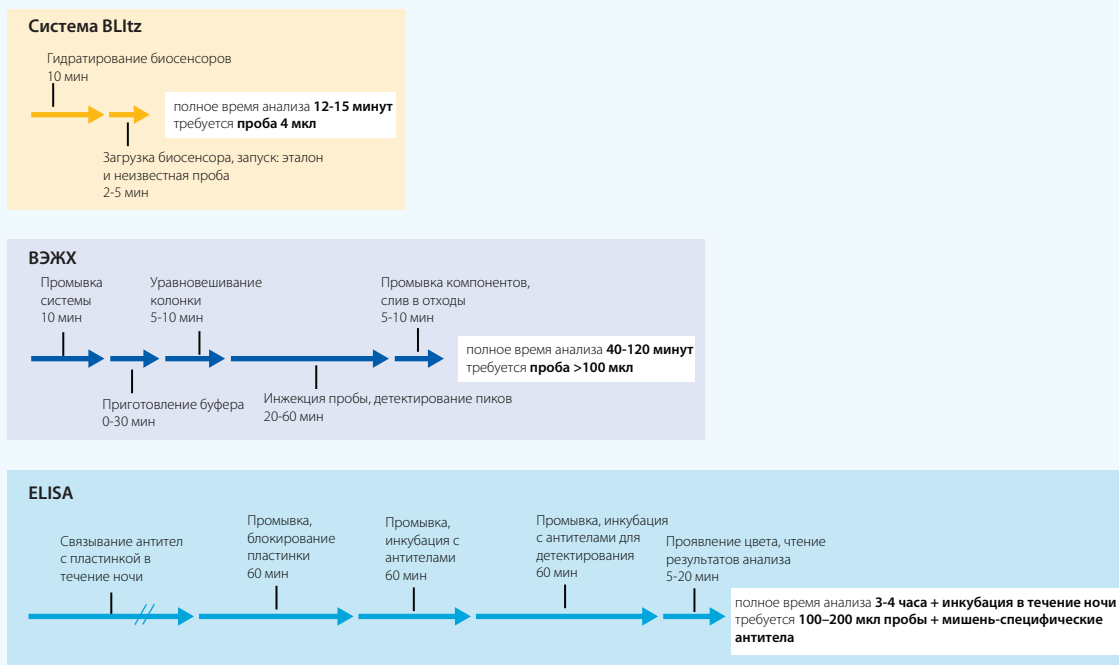 Система BLItz
Гидратирование биосенсоров
10 мин
полное время анализа 12-15 минут
требуется проба 4 мкл
Загрузка биосенсора, запуск: эталон
и неизвестная проба
2-5 мин
ВЭЖХ
Промывка
системы
10 мин
Уравновешивание
колонки
5-10 мин
Промывка компонентов,
слив в отходы
5-10 мин
полное время анализа 40-120 минут
требуется проба >100 мкл
Приготовление буфера
0-30 мин
Инжекция пробы, детектирование пиков
20-60 мин
ELISA
Связывание антител
с пластинкой в
течение ночи
Промывка,
блокирование
пластинки
60 мин
Промывка,
инкубация с
антителами
60 мин
Промывка, инкубация
с антителами для
детектирования
60 мин
Проявление цвета, чтение
результатов анализа
5-20 мин
полное время анализа 3-4 часа + инкубация в течение ночи
требуется 100–200 мкл пробы + мишень-специфические
антитела